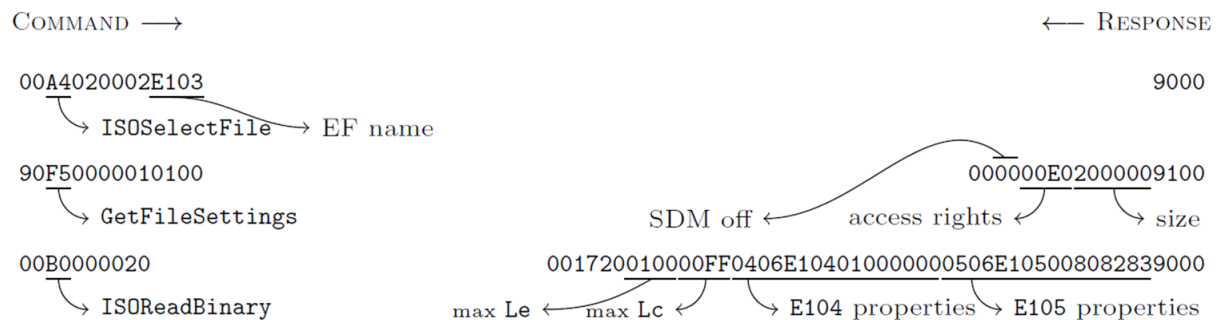 COMMAND ⟶ ⟵ RESPONSE
00A4020002E103 9000
ISOSelectFile EF name
90F50000010100 000000E02000009100
GetFileSettings SDM off access rights size
00B0000020 001720010000FF0406E104010000000506E105008082839000
ISOReadBinary max Le max Lc E104 properties E105 properties